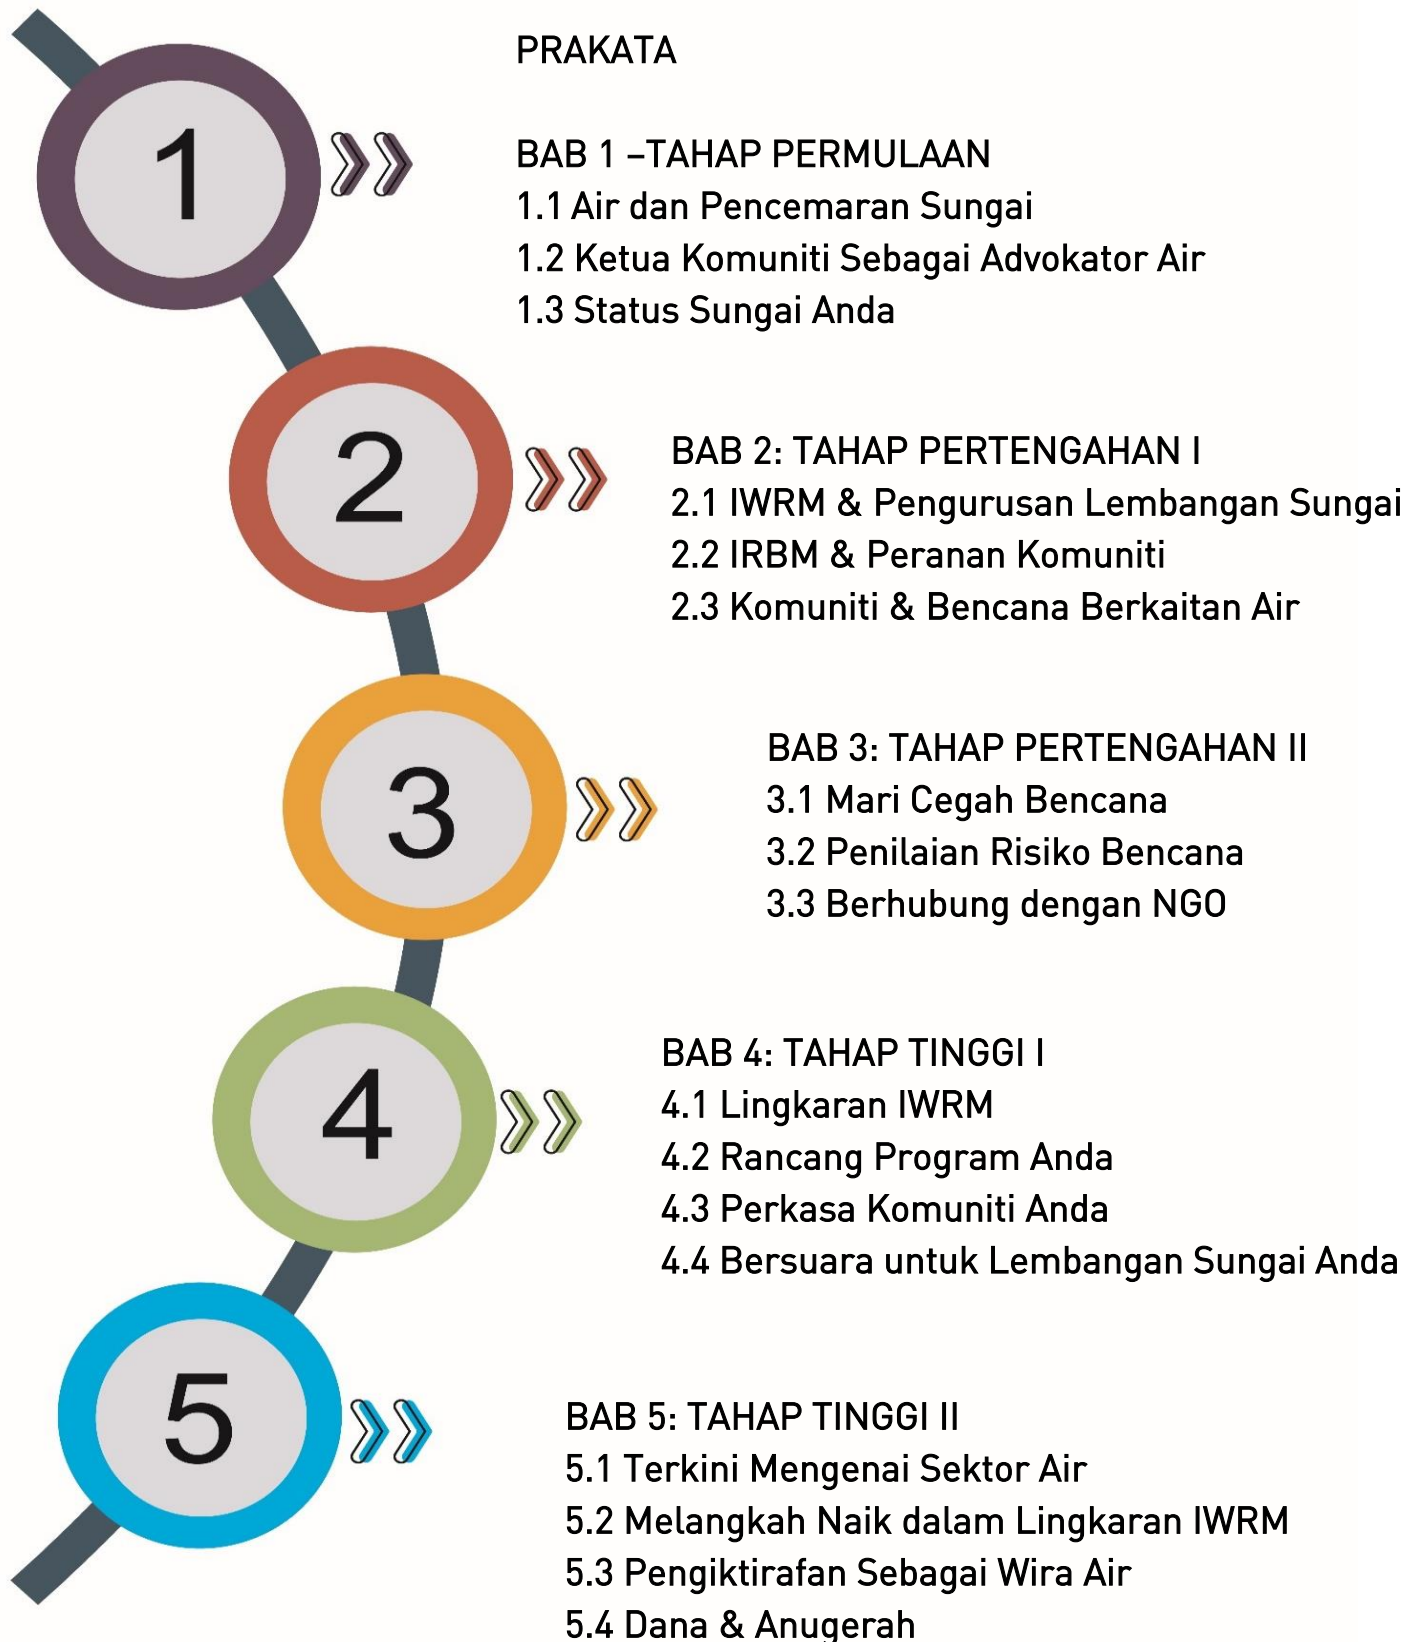 PRAKATA
1
BAB 1 –TAHAP PERMULAAN
1.1 Air dan Pencemaran Sungai
1.2 Ketua Komuniti Sebagai Advokator Air
1.3 Status Sungai Anda
2
BAB 2: TAHAP PERTENGAHAN I
2.1 IWRM & Pengurusan Lembangan Sungai
2.2 IRBM & Peranan Komuniti
2.3 Komuniti & Bencana Berkaitan Air
3
BAB 3: TAHAP PERTENGAHAN II
3.1 Mari Cegah Bencana
3.2 Penilaian Risiko Bencana
3.3 Berhubung dengan NGO
4
BAB 4: TAHAP TINGGI I
4.1 Lingkaran IWRM
4.2 Rancang Program Anda
4.3 Perkasa Komuniti Anda
4.4 Bersuara untuk Lembangan Sungai Anda
5
BAB 5: TAHAP TINGGI II
5.1 Terkini Mengenai Sektor Air
5.2 Melangkah Naik dalam Lingkaran IWRM
5.3 Pengiktirafan Sebagai Wira Air
5.4 Dana & Anugerah